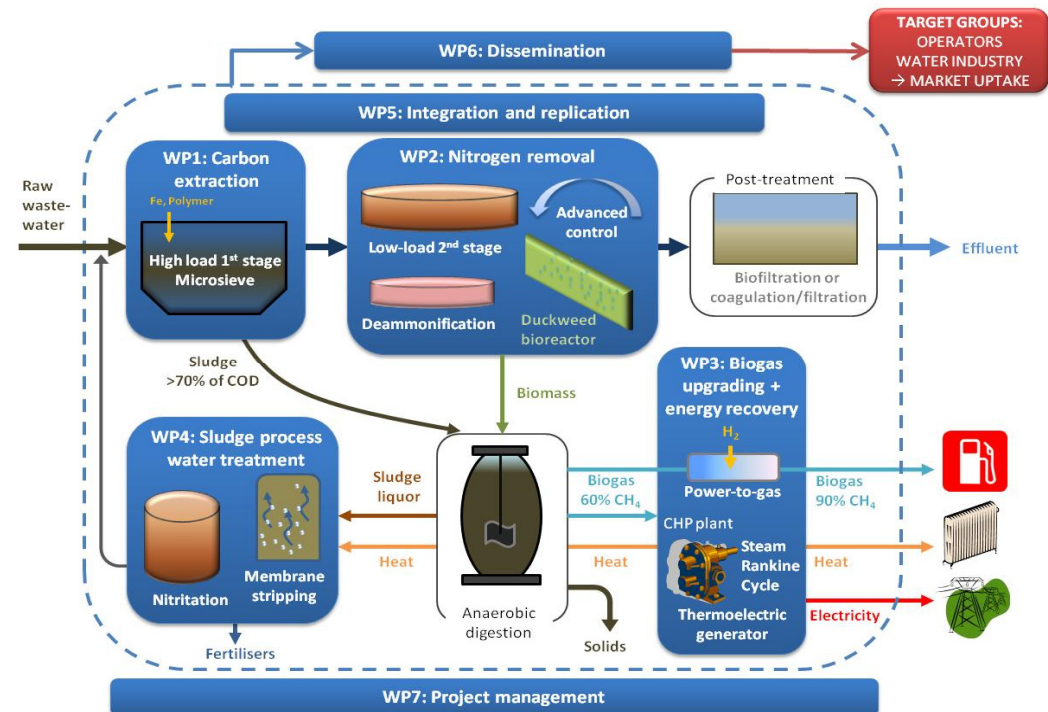 WP6: Dissemination
TARGET GROUPS:
OPERATORS
WATER INDUSTRY
→ MARKET UPTAKE
WP5: Integration and replication
Raw
waste-
water
WP1: Carbon
extraction
Fe, Polymer
High load 1st stage
Microsieve
WP2: Nitrogen removal
Low-load 2nd stage
Advanced
control
Deammonification
Duckweed
bioreactor
Post-treatment
Biofiltration or
coagulation/filtration
Effluent
Sludge
>70% of COD
Biomass
WP3: Biogas
upgrading +
energy recovery
H2
Power-to-gas
CHP plant
Steam
Rankine
Cycle
Thermoelectric
generator
WP4: Sludge process
water treatment
Nitritation
Membrane
stripping
Sludge
liquor
Heat
Anaerobic
digestion
Biogas
60% CH4
Heat
Biogas
90% CH4
Heat
Electricity
Solids
Fertilisers
WP7: Project management